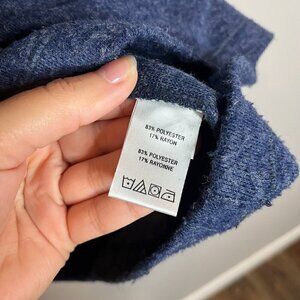 83% POLYESTER
17% RAYON
83% POLYESTER
17% RAYONNE